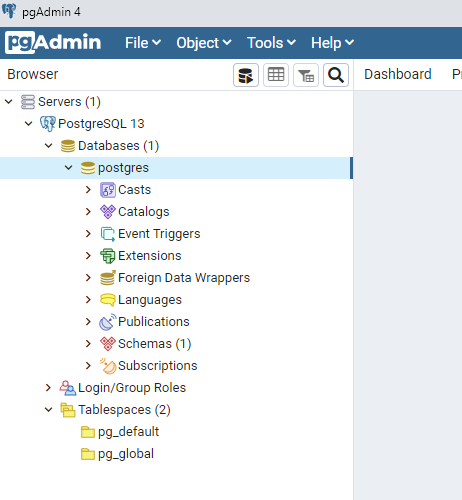 pgAdmin 4
pgAdmin File Object Tools Help
Browser Dashboard P
Servers (1)
PostgreSQL 13
Databases (1)
postgres
Casts
Catalogs
Event Triggers
Extensions
Foreign Data Wrappers
Languages
Publications
Schemas (1)
Subscriptions
Login/Group Roles
Tablespaces (2)
pg_default
pg_global